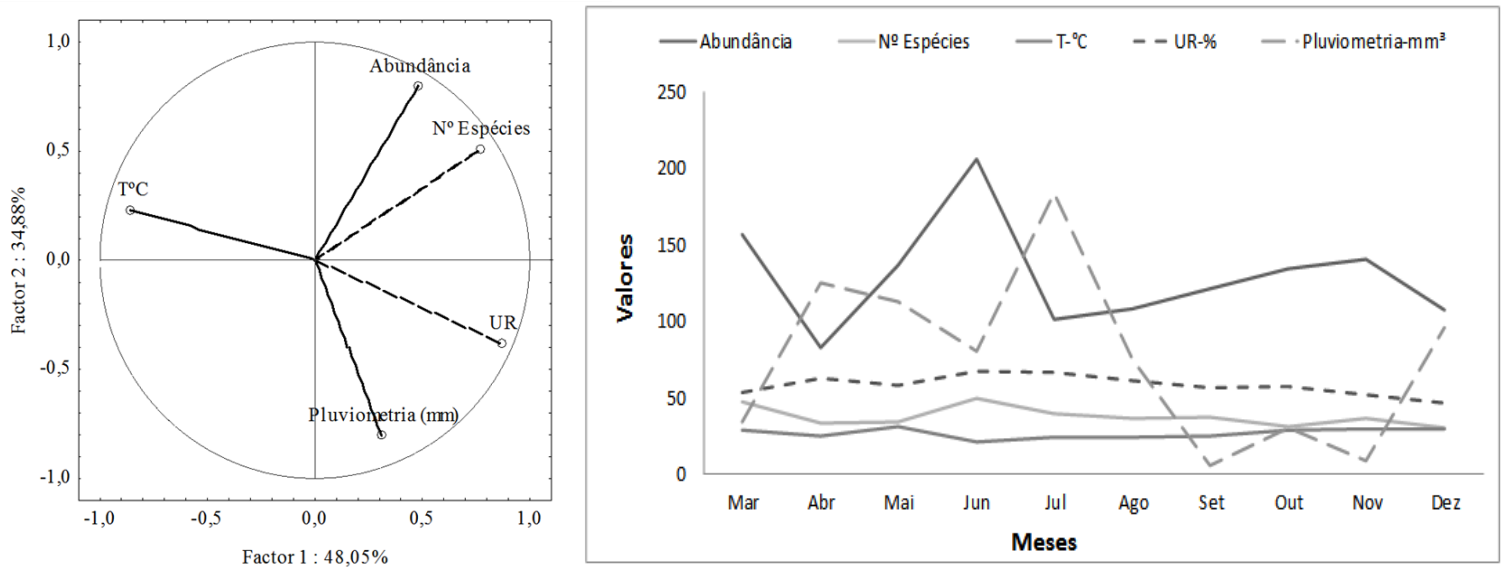 1,0
0,5
0,0
-0,5
-1,0
Factor 2 : 34,88%
Abundância
Nº Espécies
TºC
UR
Pluviometria (mm)
-1,0 -0,5 0,0 0,5 1,0
Factor 1 : 48,05%
Abundância Nº Espécies T-°C UR-% Pluviometria-mm³
250
200
150
100
50
0
Valores
Mar Abr Mai Jun Jul Ago Set Out Nov Dez
Meses